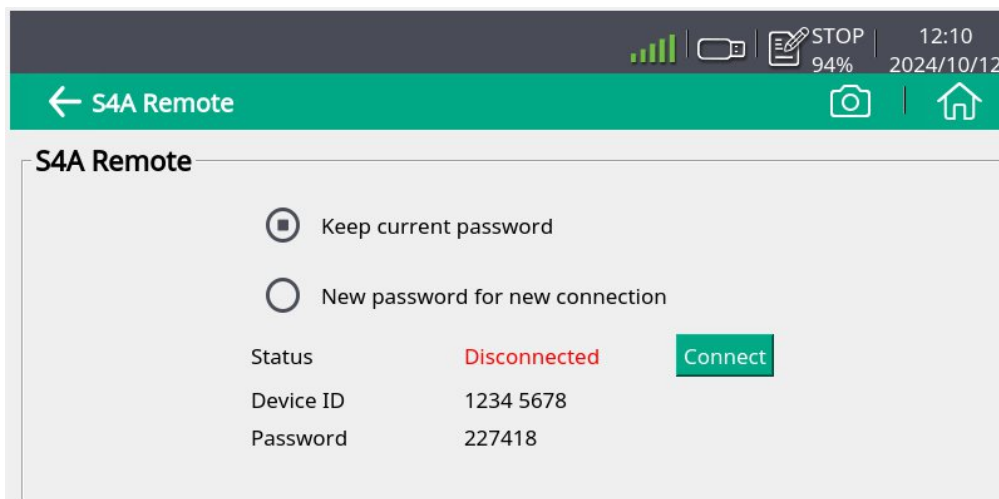 STOP 12:10
94% 2024/10/12
S4A Remote
S4A Remote
Keep current password
New password for new connection
Status Disconnected Connect
Device ID 1234 5678
Password 227418